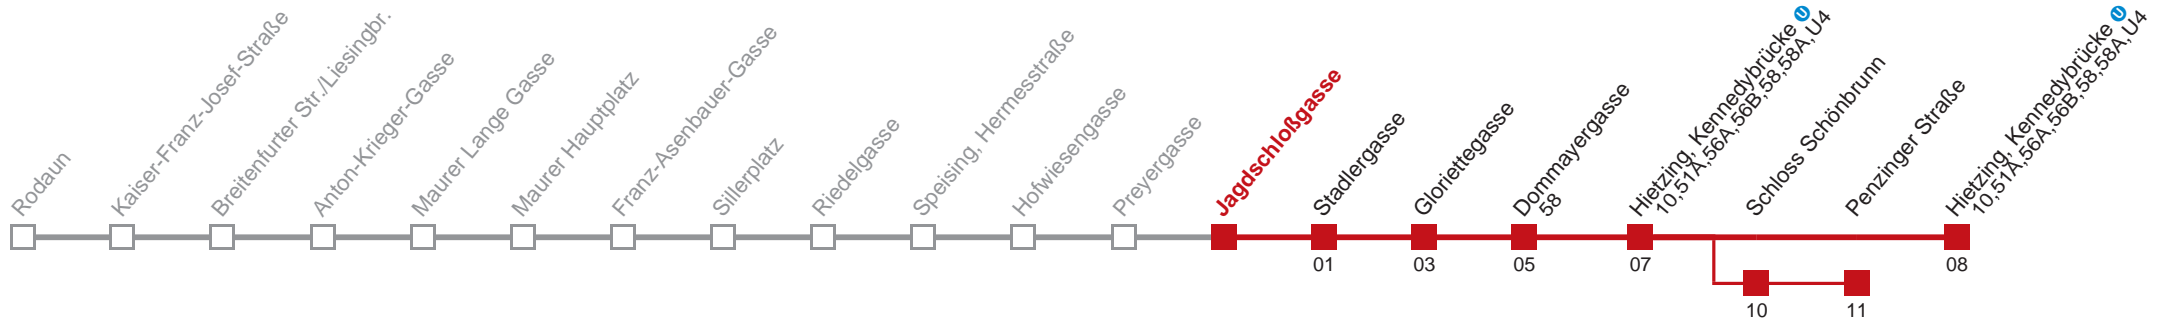 Rodaun
Kaiser-Franz-Josef-Straße
Breitenfurter Str./Liesingbr.
Anton-Krieger-Gasse
Maurer Lange Gasse
Maurer Hauptplatz
Franz-Asenbauer-Gasse
Sillerplatz
Riedelgasse
Speising, Hermesstraße
Hofwiesengasse
Preyergasse
Jagdschloßgasse
Stadlergasse
Gloriettegasse
Dommayergasse
58
Hietzing, Kennedybrücke U
10,51A,56A,56B,58,58A,U4
Schloss Schönbrunn
Penzinger Straße
Hietzing, Kennedybrücke U
10,51A,56A,56B,58,58A,U4
01
03
05
07
08
10
11